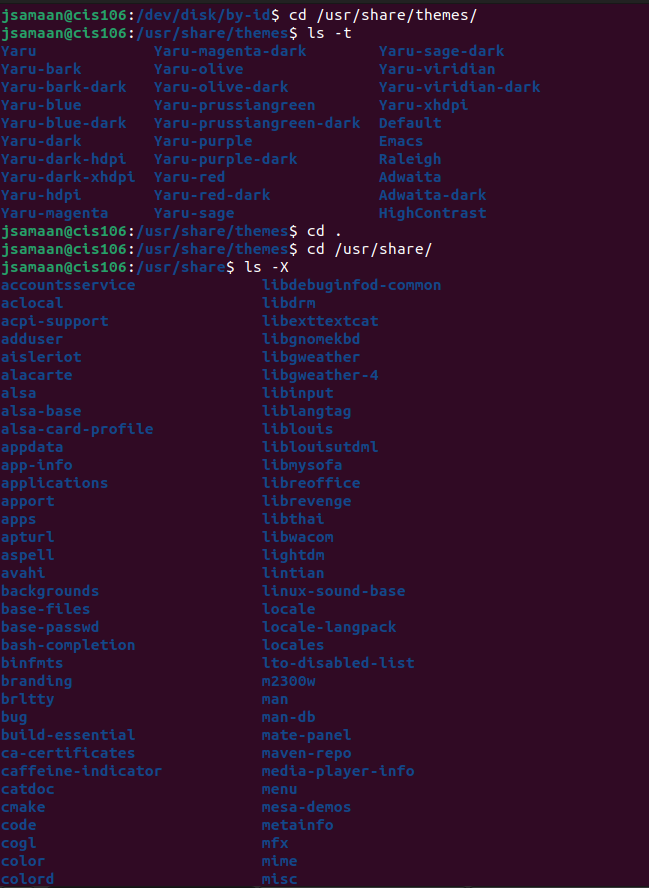 jsamaan@cis106:/dev/disk/by-id$ cd /usr/share/themes/
jsamaan@cis106:/usr/share/themes$ ls -t
Yaru Yaru-magenta-dark Yaru-sage-dark
Yaru-bark Yaru-olive Yaru-viridian
Yaru-bark-dark Yaru-olive-dark Yaru-viridian-dark
Yaru-blue Yaru-prussiangreen Yaru-xhdpi
Yaru-blue-dark Yaru-prussiangreen-dark Default
Yaru-dark Yaru-purple Emacs
Yaru-dark-hdpi Yaru-purple-dark Raleigh
Yaru-dark-xhdpi Yaru-red Adwaita
Yaru-hdpi Yaru-red-dark Adwaita-dark
Yaru-magenta Yaru-sage HighContrast
jsamaan@cis106:/usr/share/themes$ cd .
jsamaan@cis106:/usr/share/themes$ cd /usr/share/
jsamaan@cis106:/usr/share$ ls -X
accountsservice libdebuginfod-common
aclocal libdrm
acpi-support libexttextcat
adduser libgnomekbd
aisleriot libgweather
alacarte libgweather-4
alsa libinput
alsa-base liblangtag
alsa-card-profile liblouis
appdata liblouisutdml
app-info libmysofa
applications libreoffice
apport librevenge
apps libthai
apturl libwacom
aspell lightdm
avahi lintian
backgrounds linux-sound-base
base-files locale
base-passwd locale-langpack
bash-completion locales
binfmts lto-disabled-list
branding m2300w
brltty man
bug man-db
build-essential mate-panel
ca-certificates maven-repo
caffeine-indicator media-player-info
catdoc menu
cmake mesa-demos
code metainfo
cogl mfx
color mime
colord misc